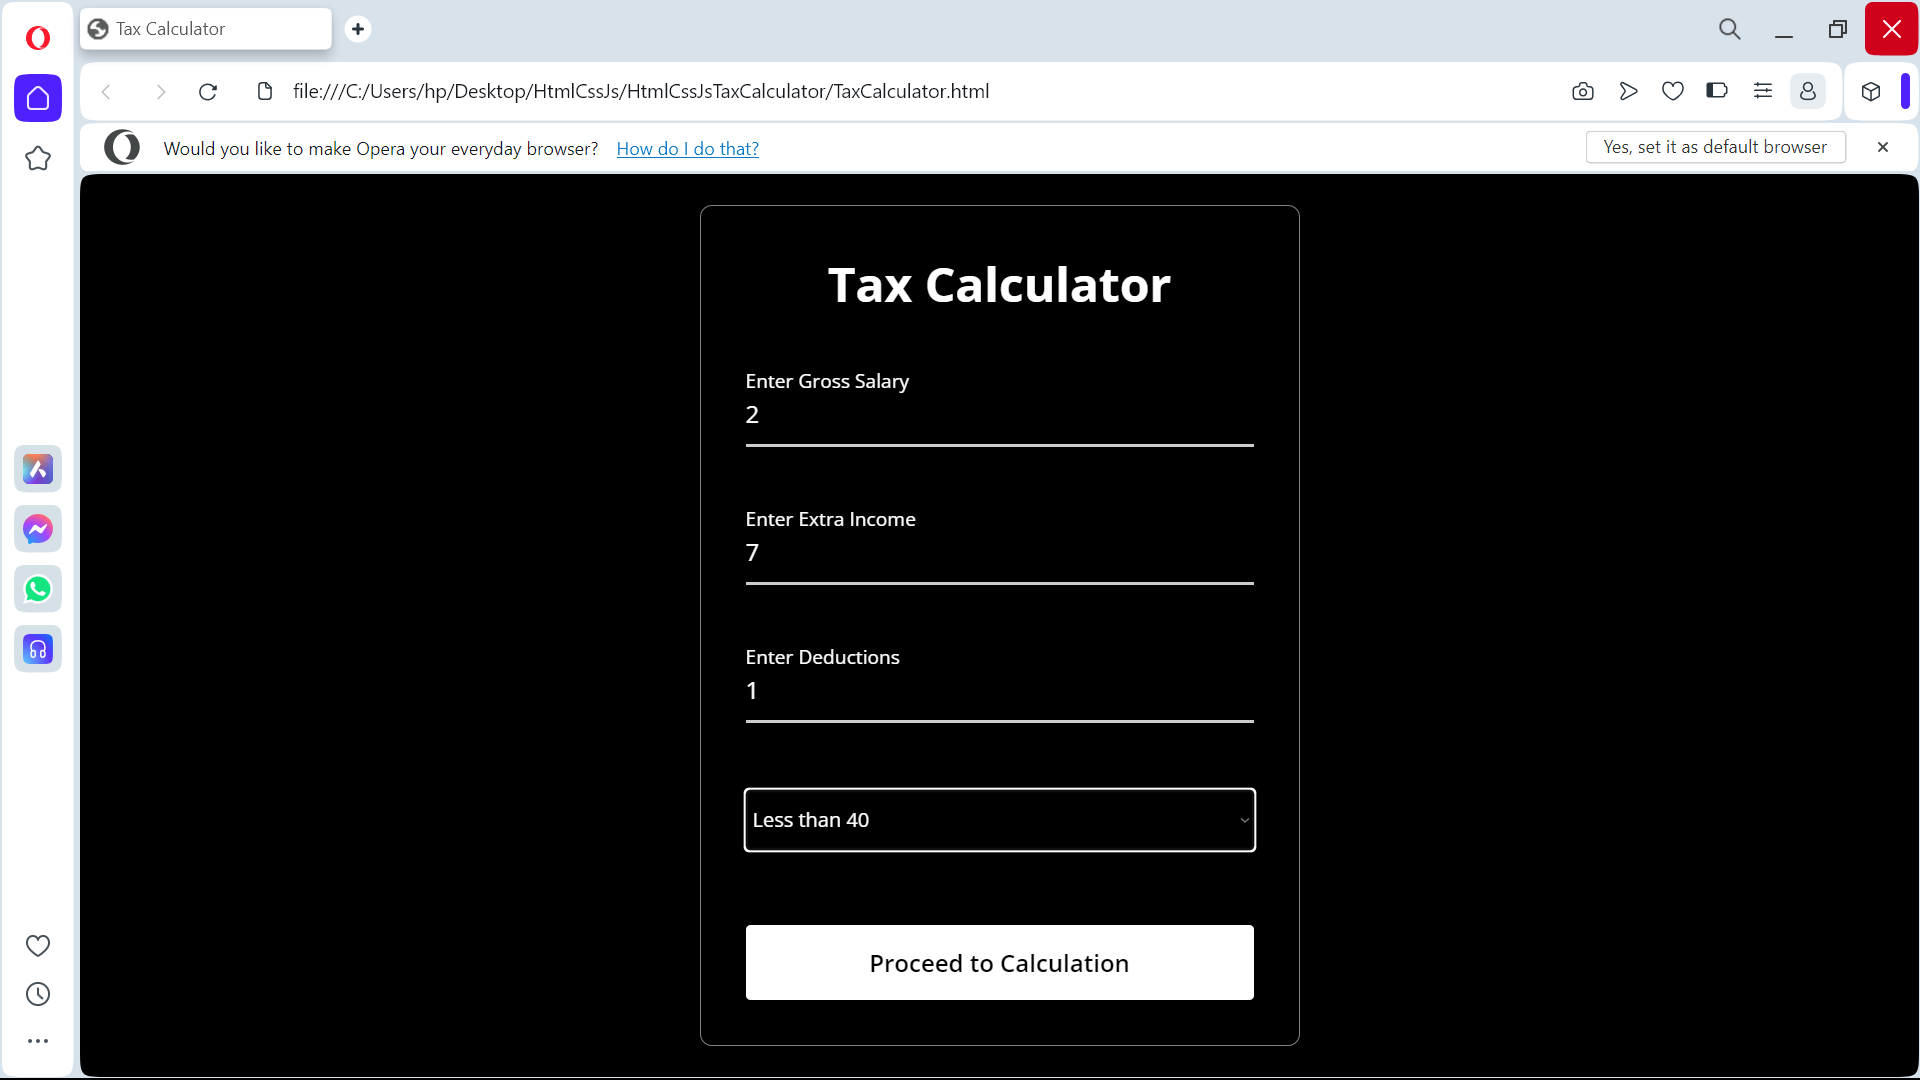 Tax Calculator
file:///C:/Users/hp/Desktop/HtmlCssJs/HtmlCssJsTaxCalculator/TaxCalculator.html
Would you like to make Opera your everyday browser? How do I do that? Yes, set it as default browser
Tax Calculator
Enter Gross Salary
2
Enter Extra Income
7
Enter Deductions
1
Less than 40
Proceed to Calculation